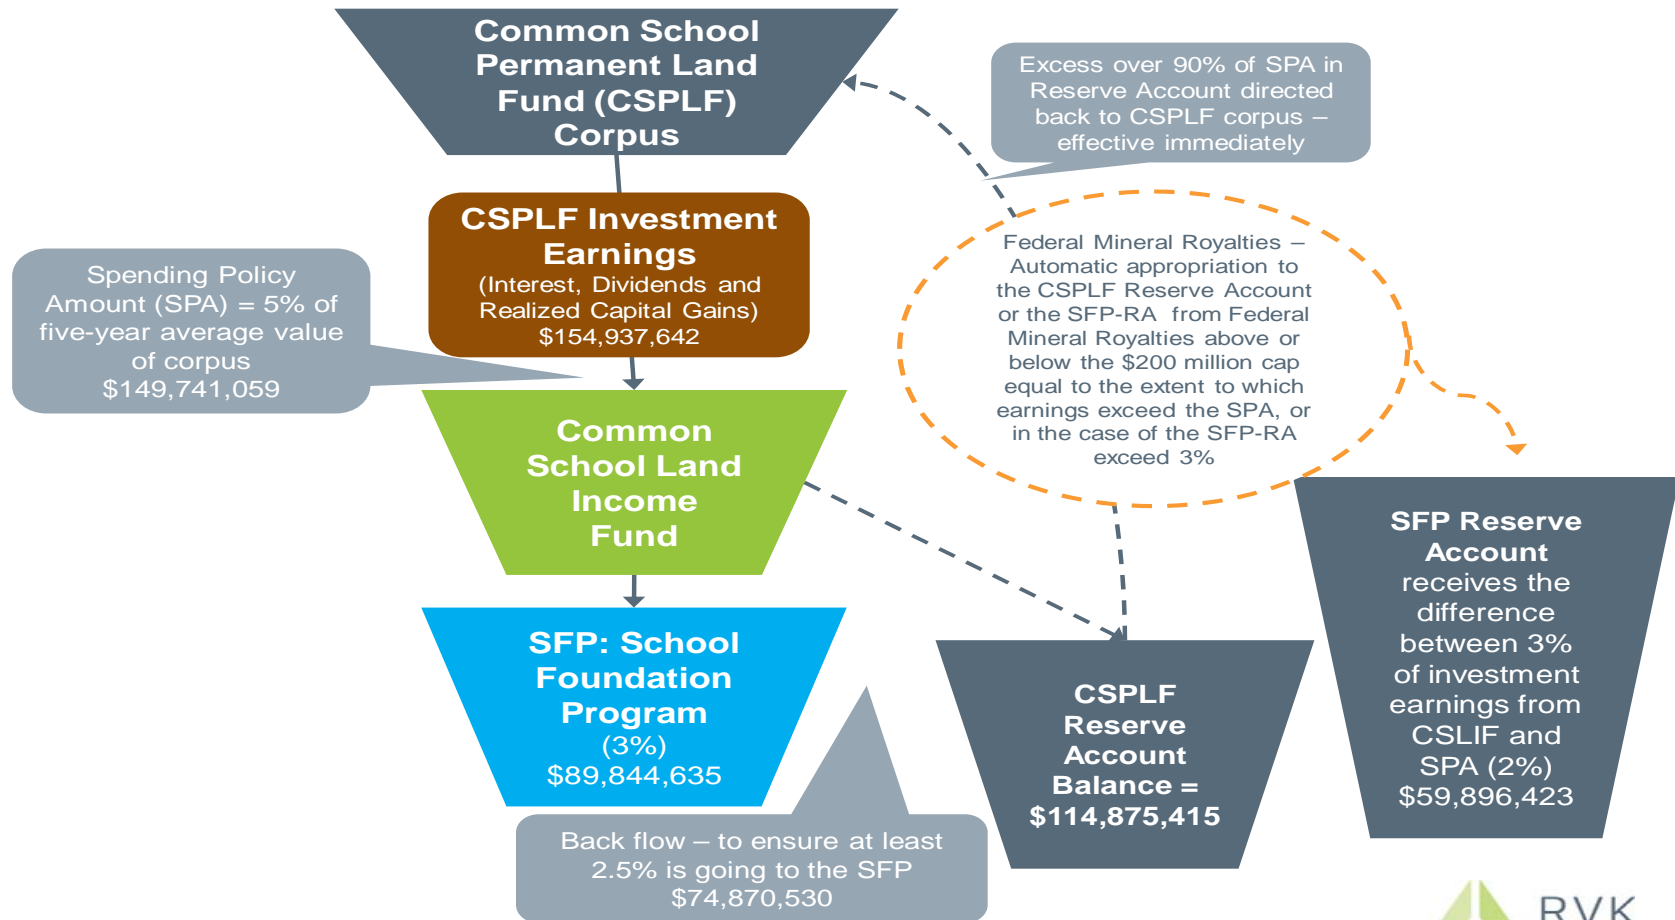 Common School
Permanent Land
Fund (CSPLF)
Corpus
Excess over 90% of SPA in
Reserve Account directed
back to CSPLF corpus –
effective immediately
CSPLF Investment
Earnings
(Interest, Dividends and
Realized Capital Gains)
$154,937,642
Spending Policy
Amount (SPA) = 5% of
five-year average value
of corpus
$149,741,059
Federal Mineral Royalties –
Automatic appropriation to
the CSPLF Reserve Account
or the SFP-RA from Federal
Mineral Royalties above or
below the $200 million cap
equal to the extent to which
earnings exceed the SPA, or
in the case of the SFP-RA
exceed 3%
Common
School Land
Income
Fund
SFP Reserve
Account
receives the
difference
between 3%
of investment
earnings from
CSLIF and
SPA (2%)
$59,896,423
SFP: School
Foundation
Program
(3%)
$89,844,635
CSPLF
Reserve
Account
Balance =
$114,875,415
Back flow – to ensure at least
2.5% is going to the SFP
$74,870,530
RVK